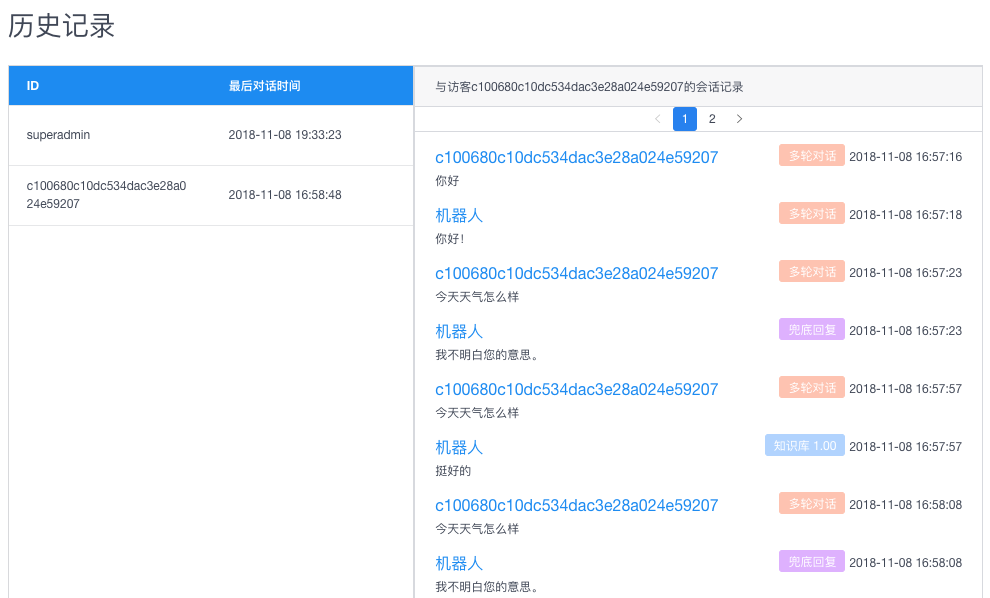 历史记录
ID 最后对话时间
superadmin 2018-11-08 19:33:23
c100680c10dc534dac3e28a0
24e59207 2018-11-08 16:58:48
与访客c100680c10dc534dac3e28a024e59207的会话记录
< 1 2 >
c100680c10dc534dac3e28a024e59207 多轮对话 2018-11-08 16:57:16
你好
机器人 多轮对话 2018-11-08 16:57:18
你好!
c100680c10dc534dac3e28a024e59207 多轮对话 2018-11-08 16:57:23
今天天气怎么样
机器人 兜底回复 2018-11-08 16:57:23
我不明白您的意思。
c100680c10dc534dac3e28a024e59207 多轮对话 2018-11-08 16:57:57
今天天气怎么样
机器人 知识库 1.00 2018-11-08 16:57:57
挺好的
c100680c10dc534dac3e28a024e59207 多轮对话 2018-11-08 16:58:08
今天天气怎么样
机器人 兜底回复 2018-11-08 16:58:08
我不明白您的意思。